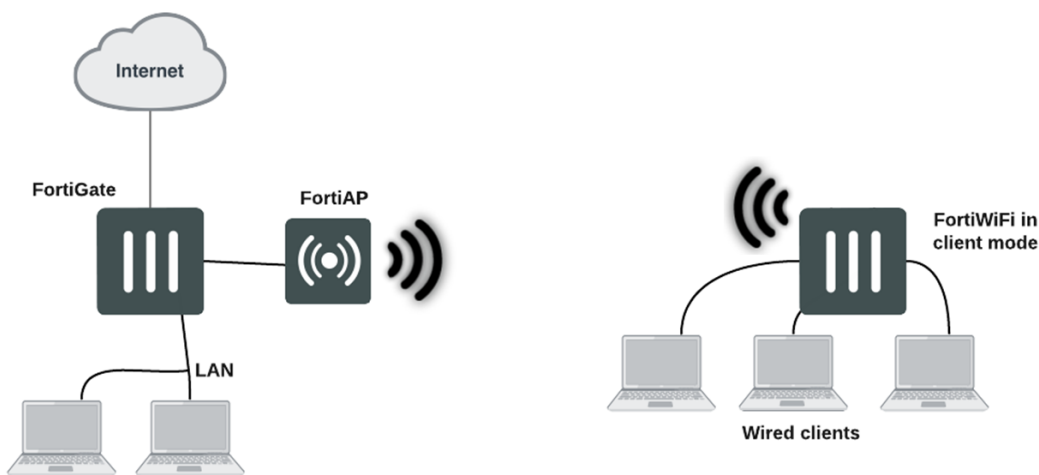 Internet
FortiGate
FortiAP
LAN
FortiWiFi in
client mode
Wired clients